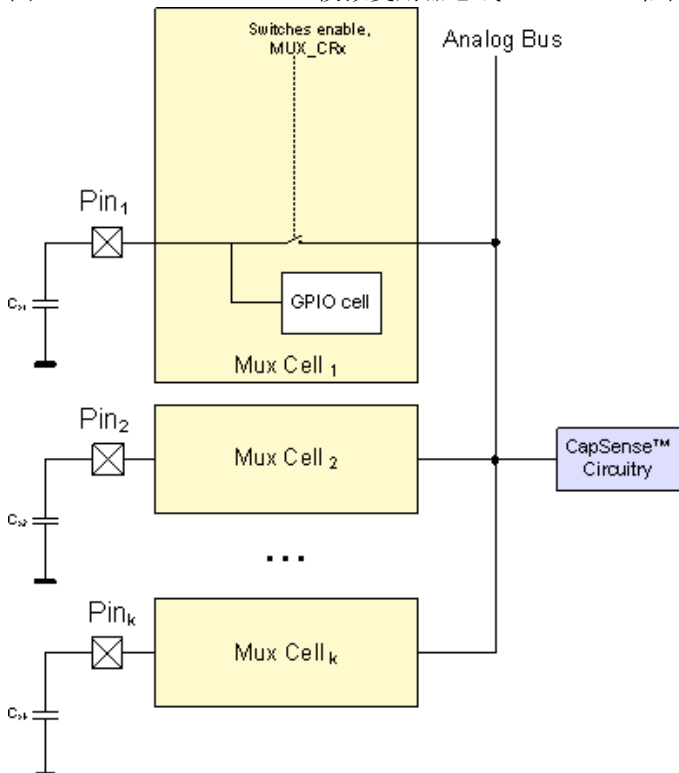 Switches enable,
MUX_CRx
Analog Bus
Pin1
GPIO cell
Mux Cell 1
Pin2
Mux Cell 2
CapSense™
Circuitry
...
Pink
Mux Cell k